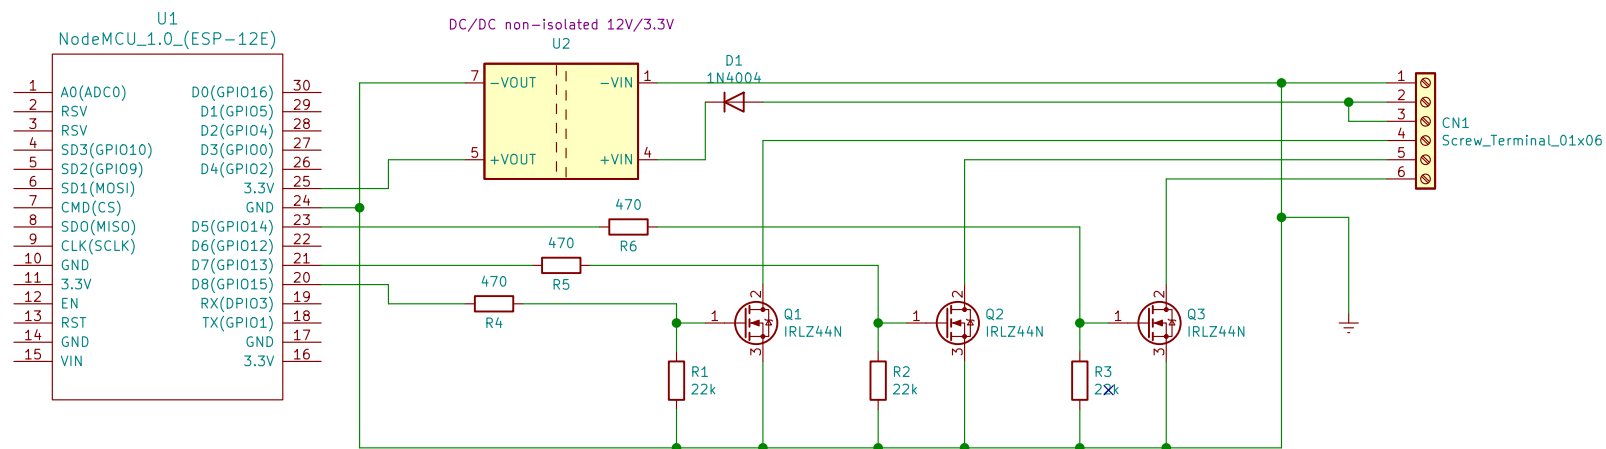 U1
NodeMCU_1.0_(ESP-12E)
1 A0(ADC0) D0(GPIO16) 30
2 RSV D1(GPIO5) 29
3 RSV D2(GPIO4) 28
4 SD3(GPIO10) D3(GPIO0) 27
5 SD2(GPIO9) D4(GPIO2) 26
6 SD1(MOSI) 3.3V 25
7 CMD(CS) GND 24
8 SDO(MISO) D5(GPIO14) 23
9 CLK(SCLK) D6(GPIO12) 22
10 GND D7(GPIO13) 21
11 3.3V D8(GPIO15) 20
12 EN RX(DPIO3) 19
13 RST TX(GPIO1) 18
14 GND GND 17
15 VIN 3.3V 16
DC/DC non-isolated 12V/3.3V
U2
7 -VOUT -VIN 1
5 +VOUT +VIN 4
D1
1N4004
1
2
3
4
5
6
CN1
Screw_Terminal_01x06
470
R6
470
R5
470
R4
1
2
3
Q1
IRLZ44N
R1
22k
1
2
3
Q2
IRLZ44N
R2
22k
1
2
3
Q3
IRLZ44N
R3
22k